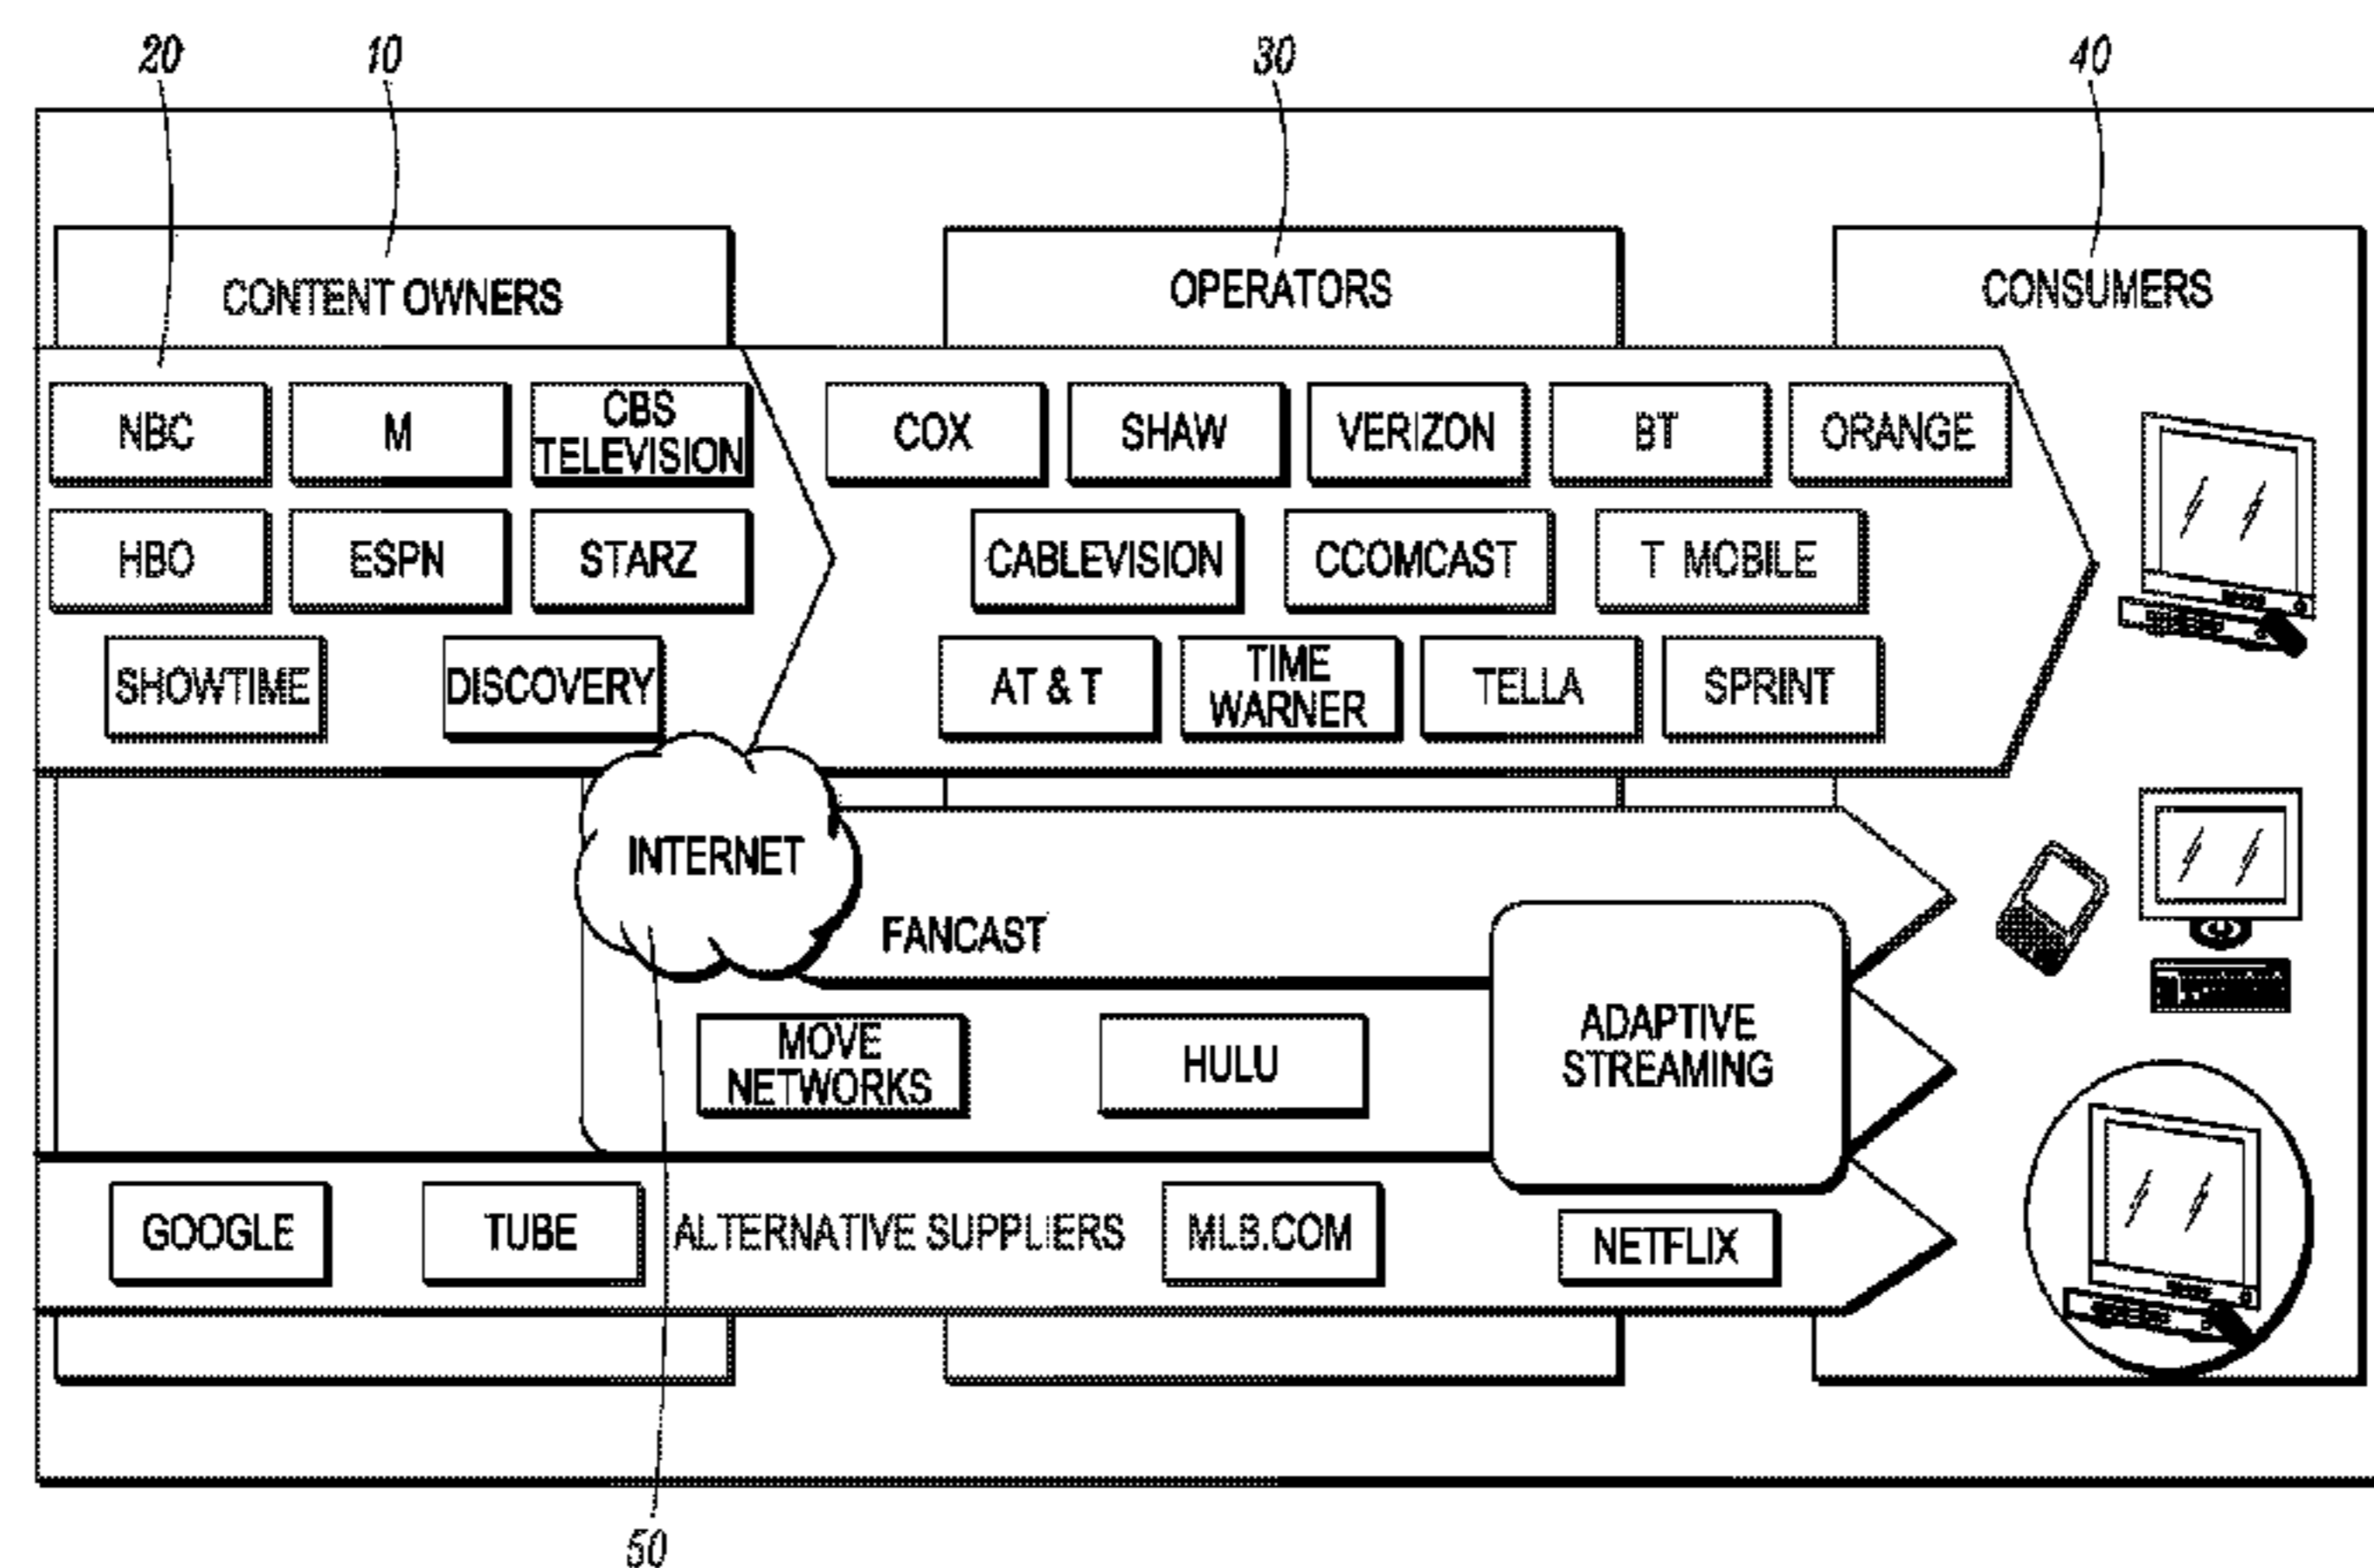 20 10 30 40
CONTENT OWNERS
OPERATORS
CONSUMERS
NBC
M
CBS
TELEVISION
COX
SHAW
VERIZON
BT
ORANGE
HBO
ESPN
STARZ
CABLEVISION
CCOMCAST
T MOBILE
SHOWTIME
DISCOVERY
AT & T
TIME
WARNER
TELLA
SPRINT
INTERNET
FANCAST
MOVE
NETWORKS
HULU
ADAPTIVE
STREAMING
GOOGLE
TUBE
ALTERNATIVE SUPPLIERS
MLB.COM
NETFLIX
50